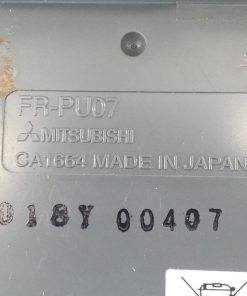 FR-PU07
MITSUBISHI
CA1664 MADE IN JAPAN
018Y 00407